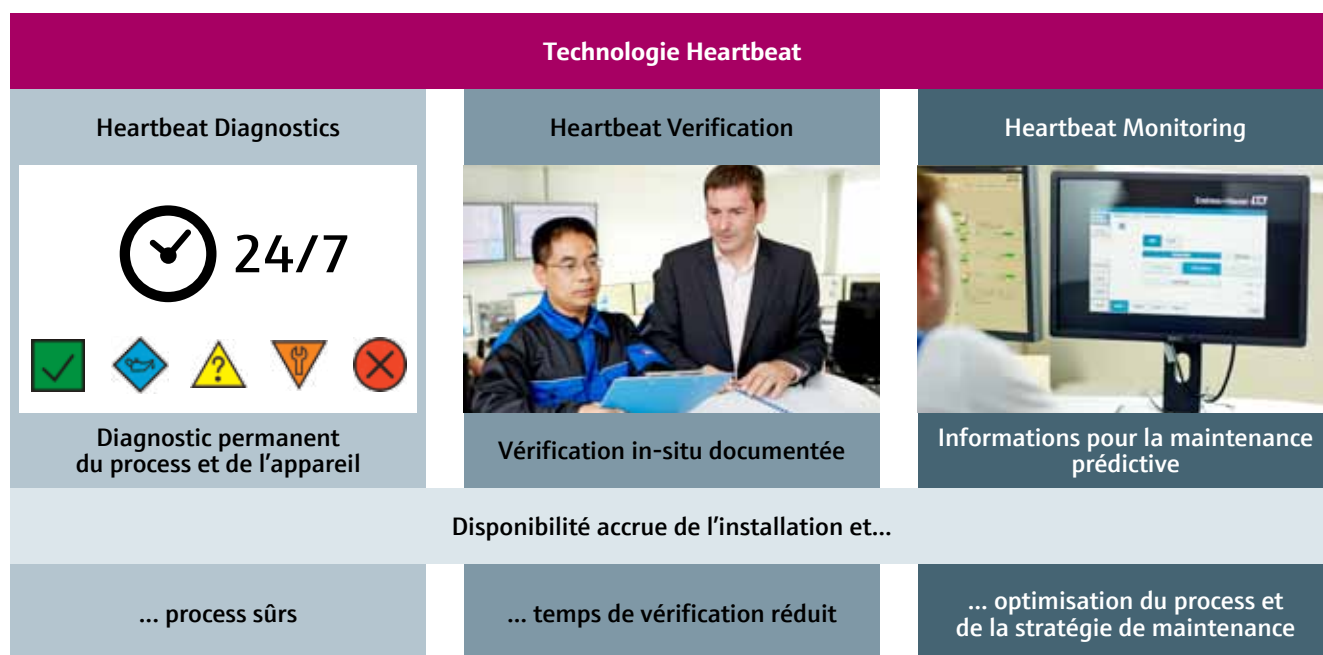 Technologie Heartbeat
Heartbeat Diagnostics
24/7
?
Diagnostic permanent
du process et de l'appareil
Heartbeat Verification
Vérification in-situ documentée
Heartbeat Monitoring
Informations pour la maintenance
prédictive
Disponibilité accrue de l'installation et...
... process sûrs
... temps de vérification réduit
... optimisation du process et
de la stratégie de maintenance